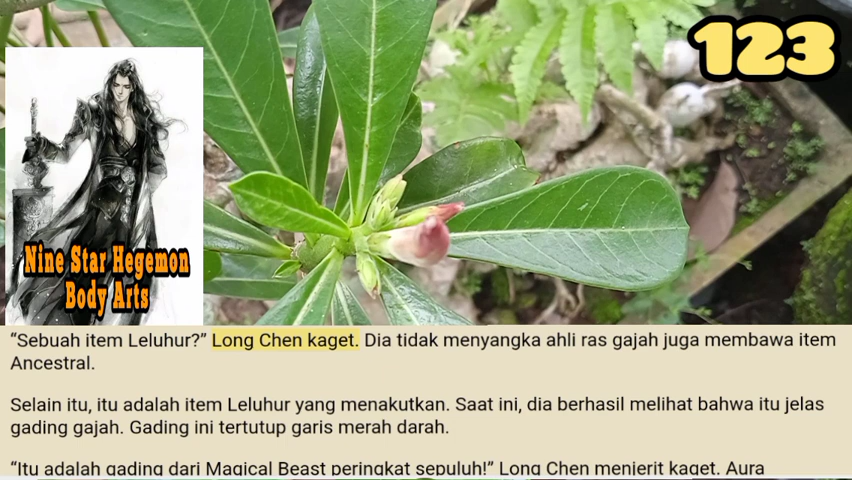 123
Nine Star Hegemon
Body Arts
“Sebuah item Leluhur?” Long Chen kaget. Dia tidak menyangka ahli ras gajah juga membawa item
Ancestral.
Selain itu, itu adalah item Leluhur yang menakutkan. Saat ini, dia berhasil melihat bahwa itu jelas
gading gajah. Gading ini tertutup garis merah darah.
“Itu adalah gading dari Magical Beast peringkat sepuluh!” Long Chen menjerit kaget. Aura